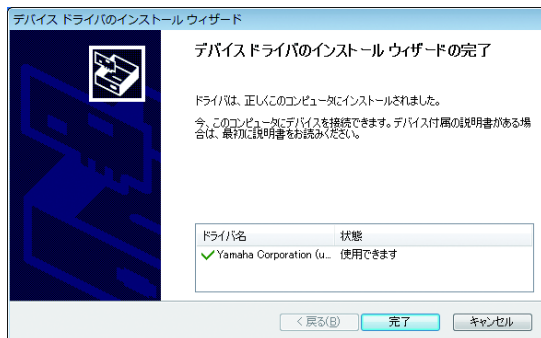 デバイス ドライバのインストール ウィザード
デバイス ドライバのインストール ウィザードの完了
ドライバは、正しくこのコンピュータにインストールされました。
今、このコンピュータにデバイスを接続できます。デバイス付属の説明書がある場
合は、最初に説明書をお読みください。
ドライバ名 状態
Yamaha Corporation (u... 使用できます
< 戻る(B) 完了 キャンセル